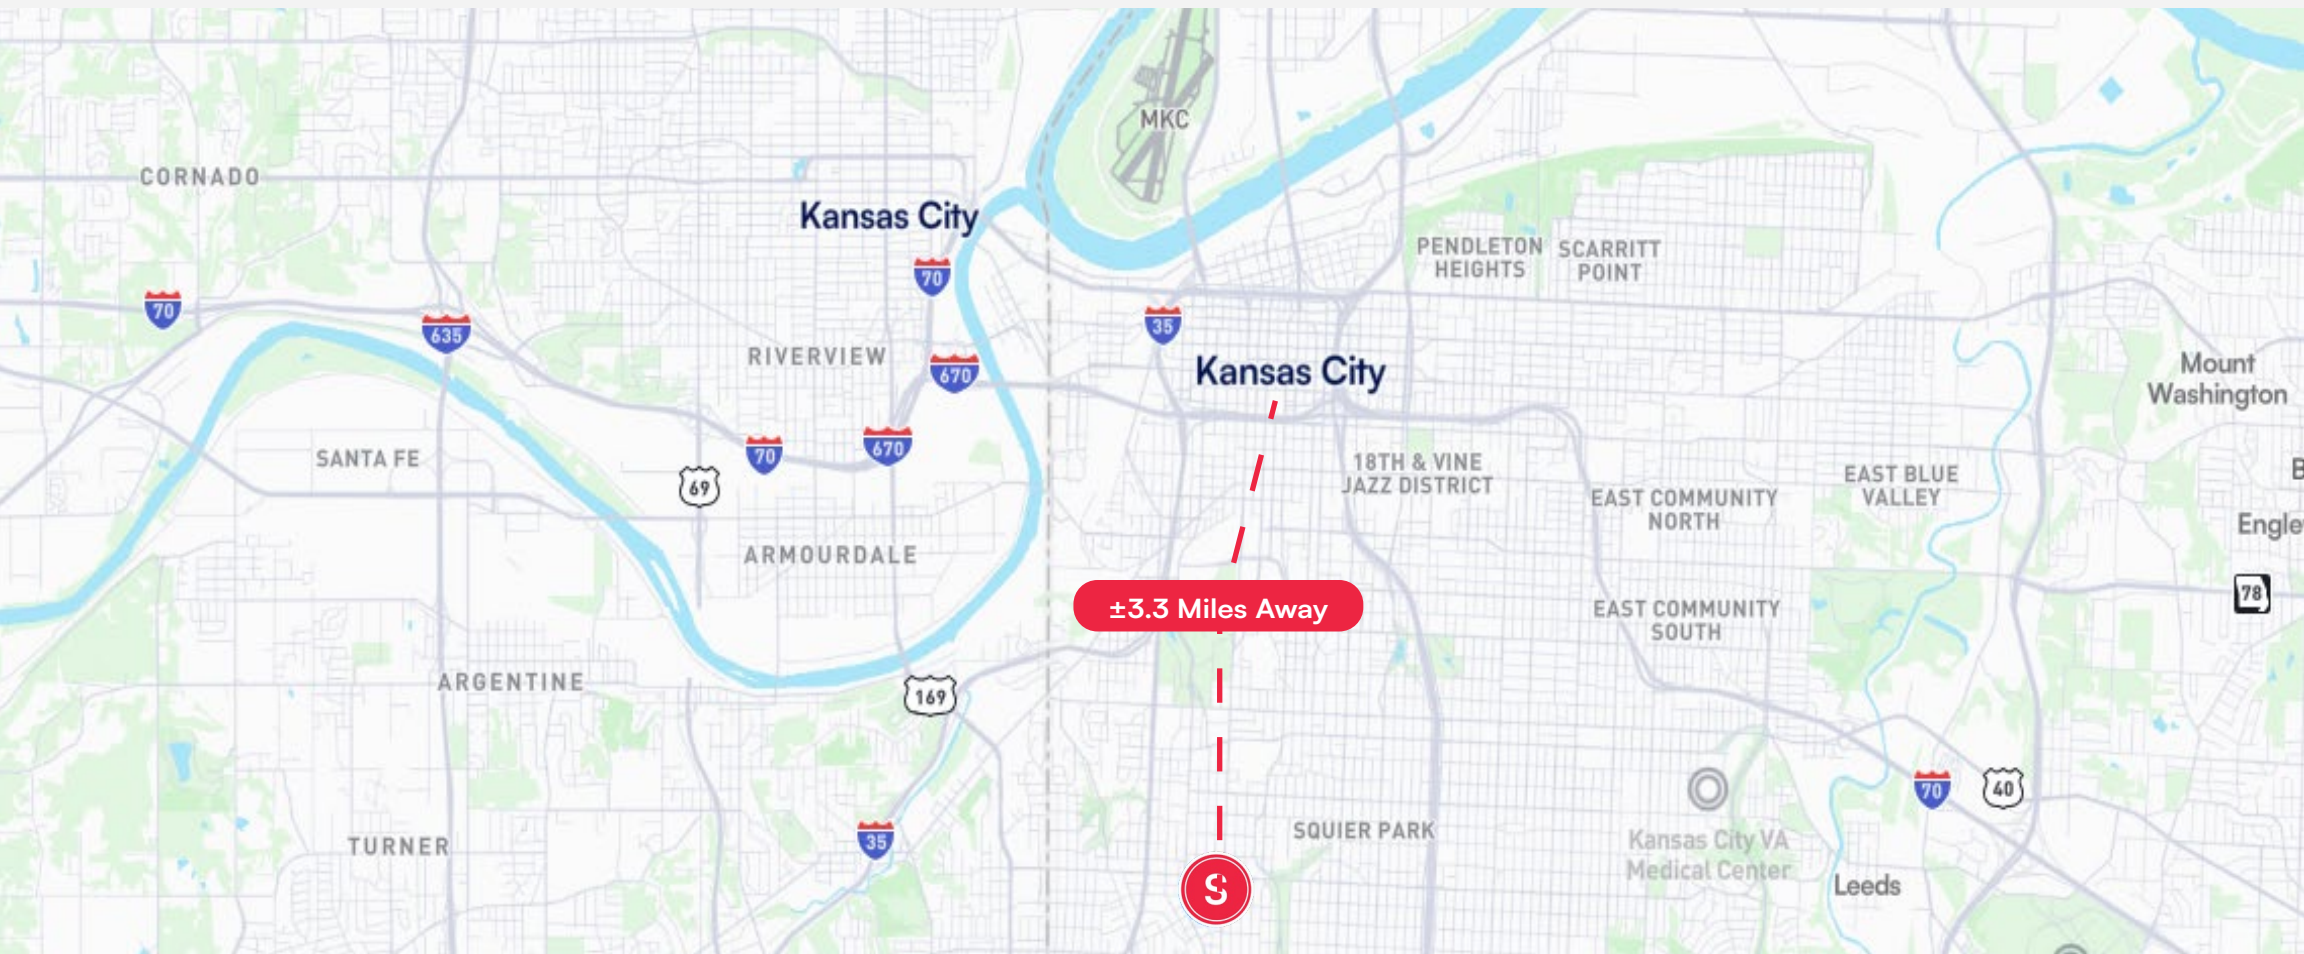 MKC
CORNADO
Kansas City
PENDLETON
HEIGHTS
SCARRITT
POINT
70
70
635
35
RIVERVIEW
670
Kansas City
Mount
Washington
SANTA FE
70
670
69
18TH & VINE
JAZZ DISTRICT
EAST BLUE
VALLEY
EAST COMMUNITY
NORTH
ARMOURDALE
78
±3.3 Miles Away
EAST COMMUNITY
SOUTH
ARGENTINE
169
70
40
TURNER
35
SQUIER PARK
Kansas City VA
Medical Center
Leeds
S